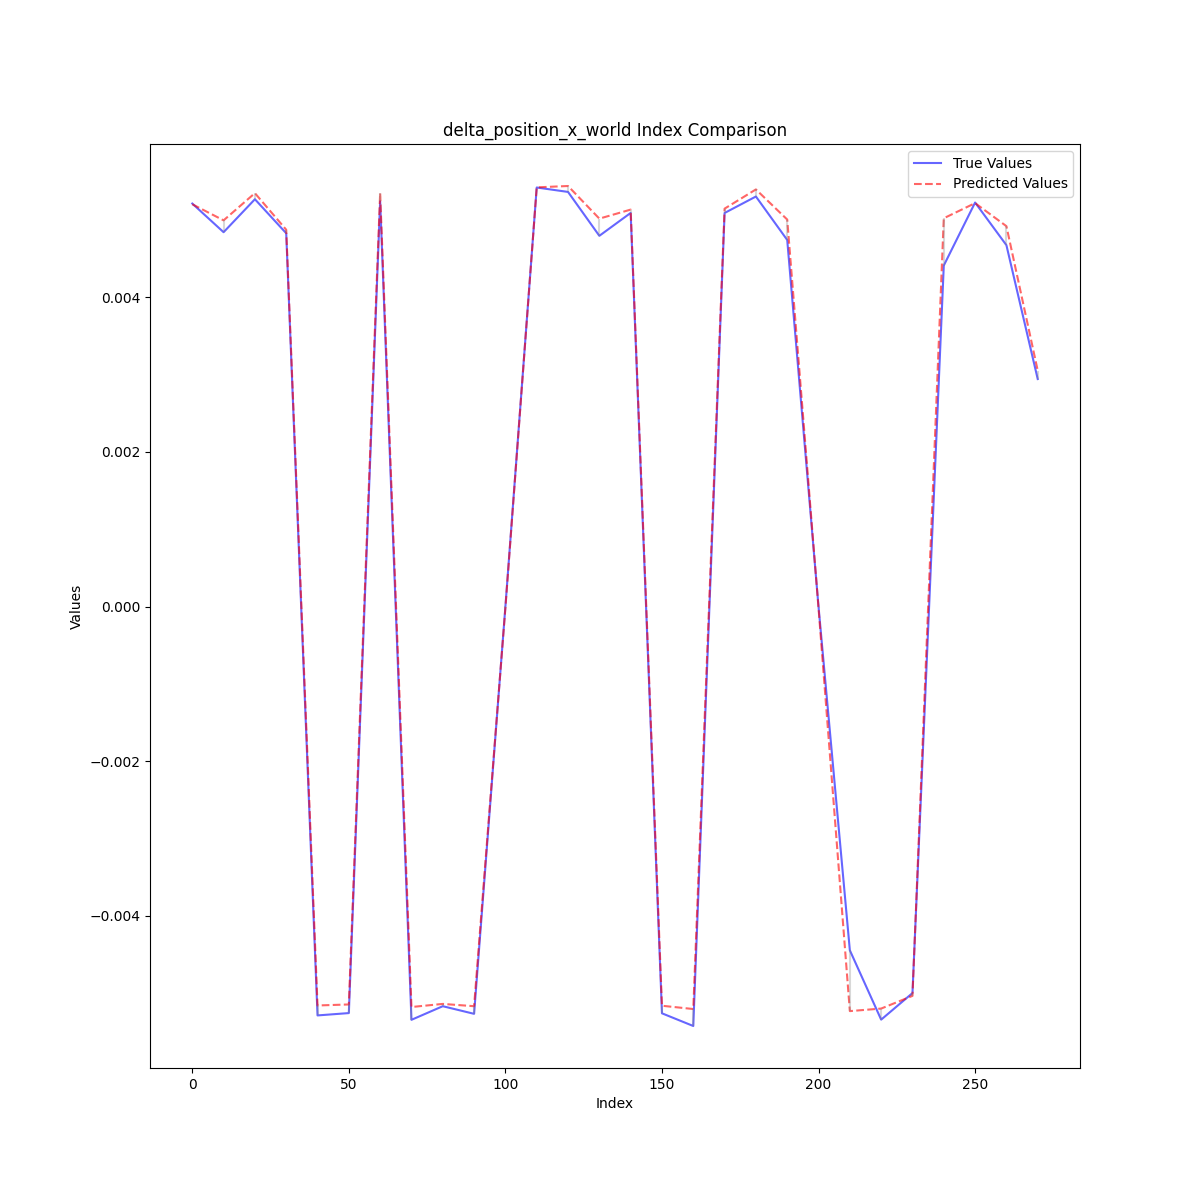 delta_position_x_world Index Comparison
True Values
Predicted Values
0.004
0.002
0.000
−0.002
−0.004
Values
0
50
100
150
200
250
Index